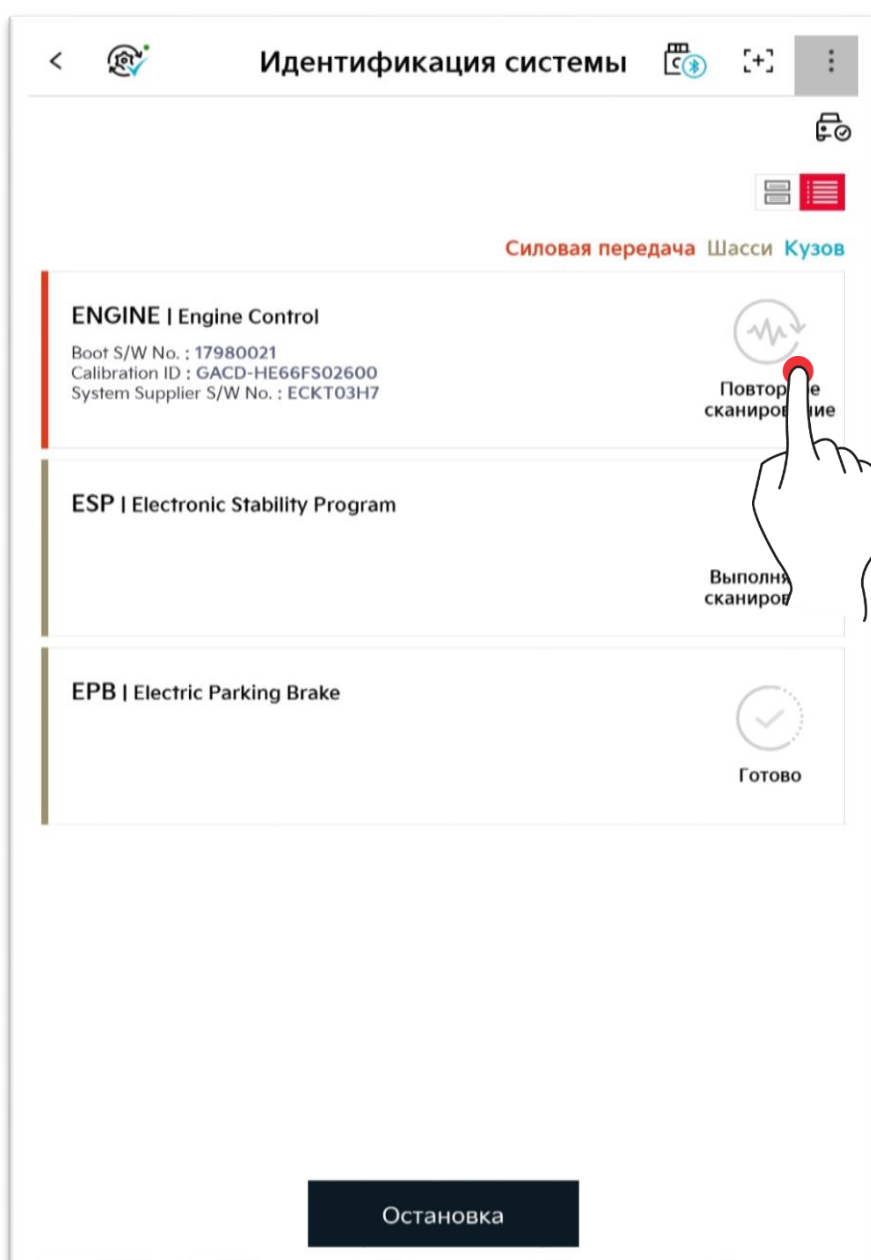 Идентификация системы
Силовая передача Шасси Кузов
ENGINE | Engine Control
Boot S/W No. : 17980021
Calibration ID : GACD-HE66FS02600
System Supplier S/W No. : ECKT03H7
сканирование
ESP | Electronic Stability Program
EPB | Electric Parking Brake
Готово
Остановка